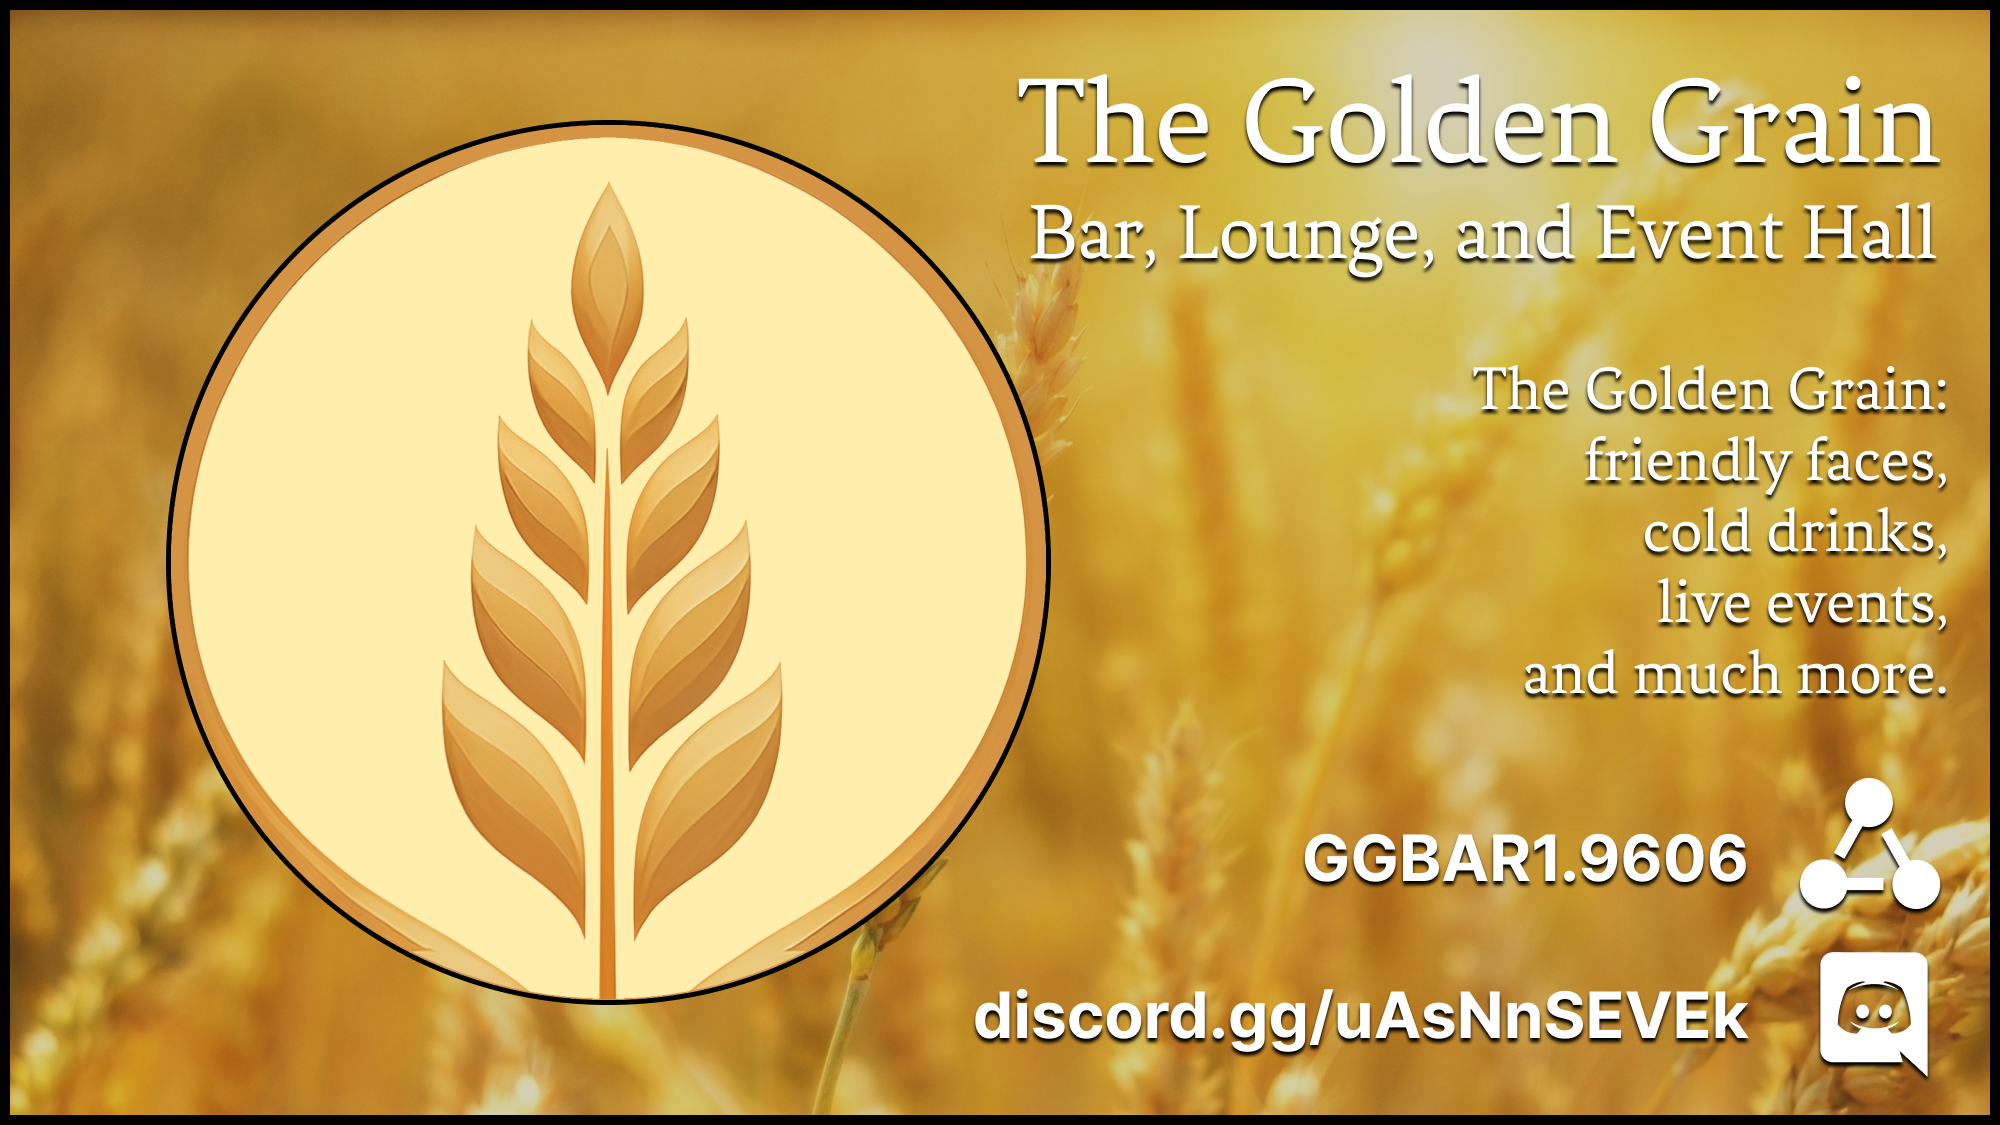 The Golden Grain
Bar, Lounge, and Event Hall
The Golden Grain:
friendly faces,
cold drinks,
live events,
and much more.
GGBAR1.9606
discord.gg/uAsNnSEVEk